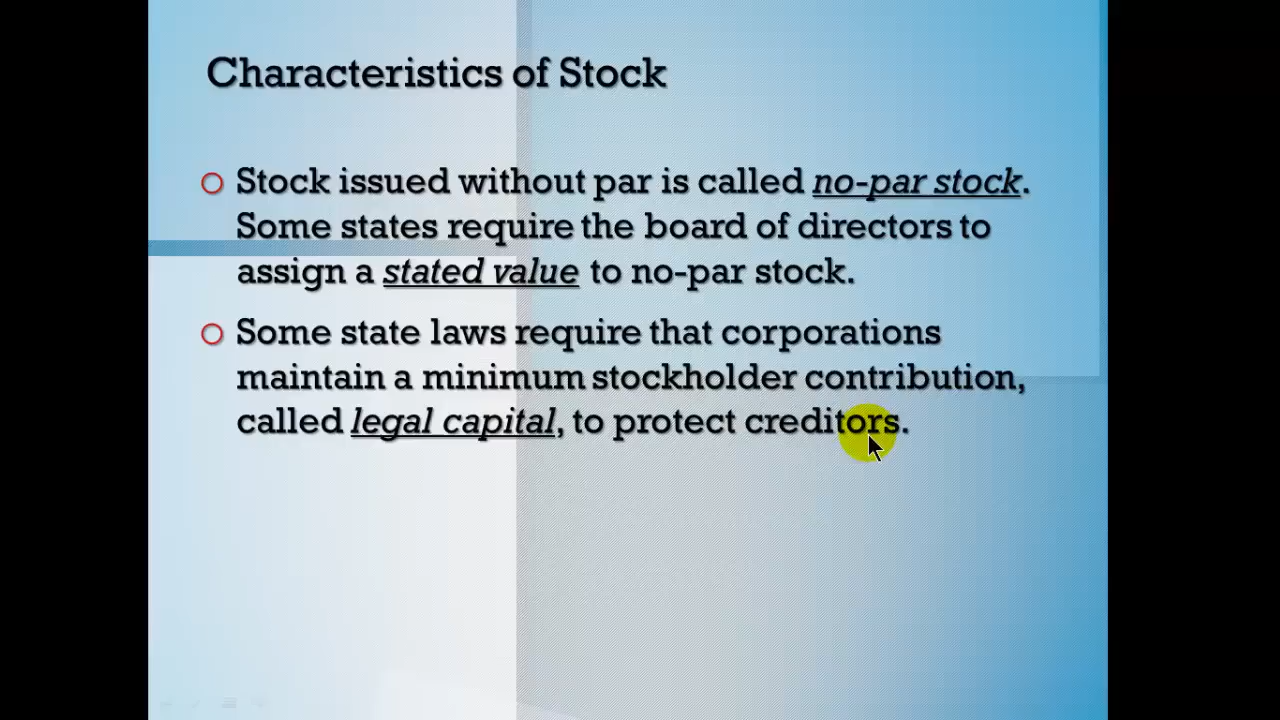 Characteristics of Stock
Stock issued without par is called no-par stock.
Some states require the board of directors to
assign a stated value to no-par stock.
Some state laws require that corporations
maintain a minimum stockholder contribution,
called legal capital, to protect creditors.